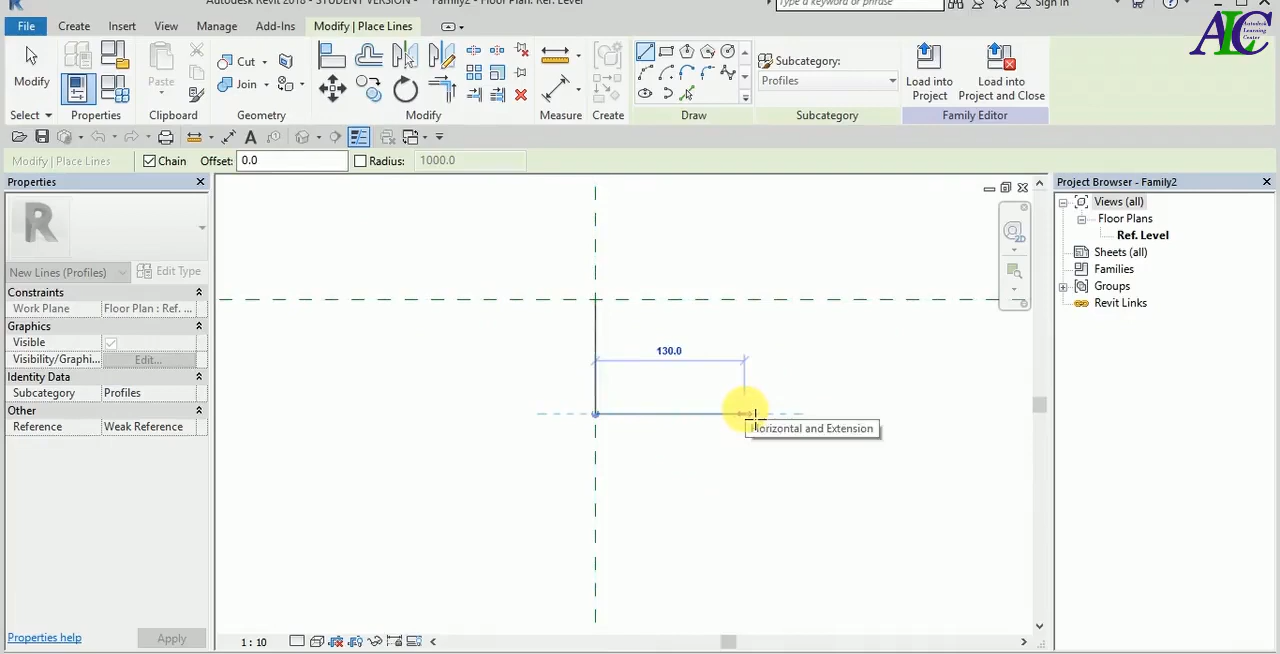 Autodesk Revit 2018 - STUDENT VERSION - Family2 - Floor Plan: Ref. Level
Type a keyword or phrase
Sign In
ALC
Autodesk
Learning
Center
File Create Insert View Manage Add-Ins Modify | Place Lines
Modify
Paste
Cut
Join
Subcategory:
Profiles
Load into
Project
Load into
Project and Close
Select Properties Clipboard Geometry Modify Measure Create Draw Subcategory Family Editor
Modify | Place Lines Chain Offset: 0.0 Radius: 1000.0
Properties
New Lines (Profiles) Edit Type
Constraints
Work Plane Floor Plan : Ref. ...
Graphics
Visible
Visibility/Graphi... Edit...
Identity Data
Subcategory Profiles
Other
Reference Weak Reference
Properties help Apply
130.0
Horizontal and Extension
2D
1 : 10
Project Browser - Family2
Views (all)
Floor Plans
Ref. Level
Sheets (all)
Families
Groups
Revit Links